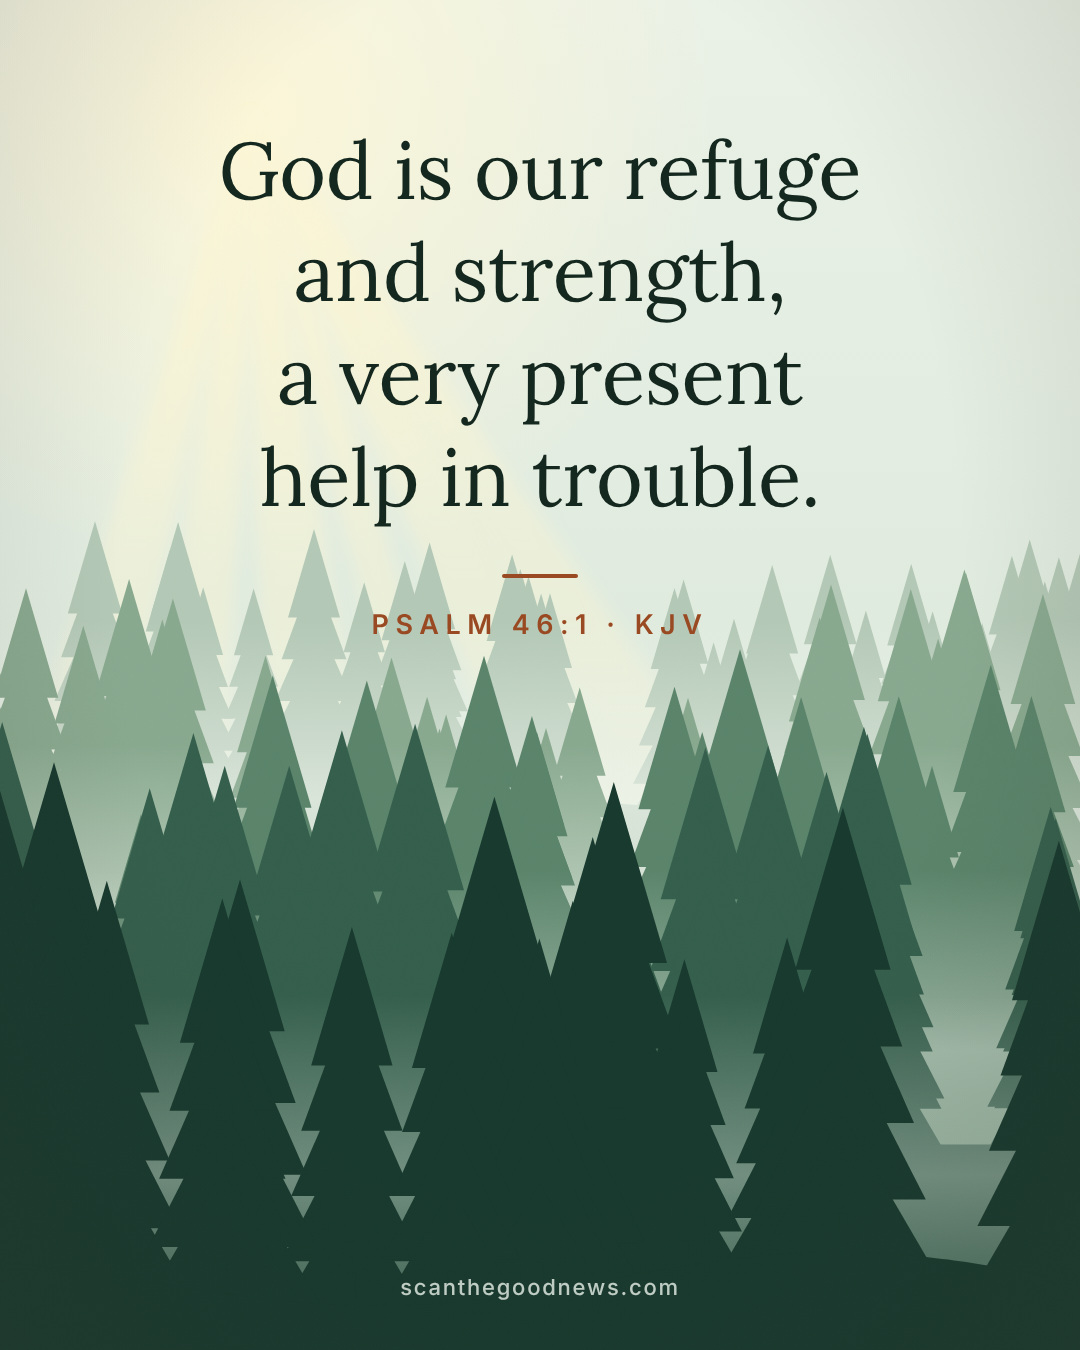 God is our refuge
and strength,
a very present
help in trouble.
PSALM 46:1 · KJV
scanthegoodnews.com